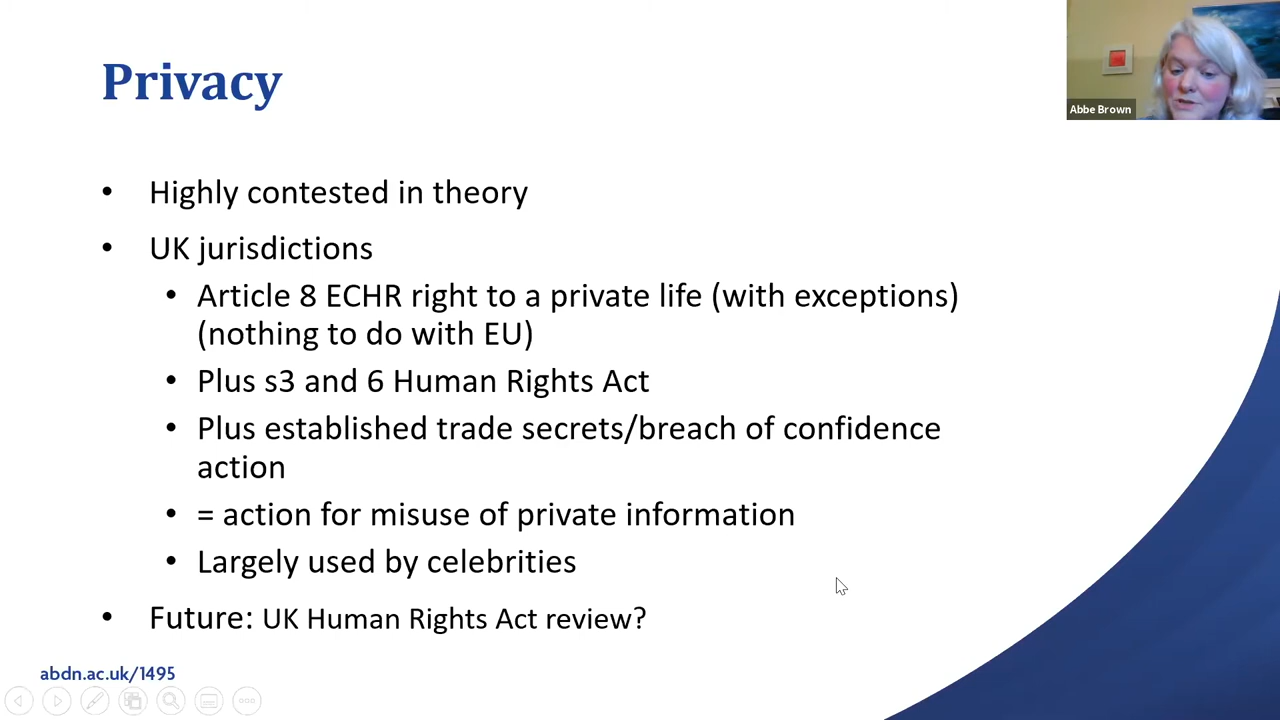 Privacy
Abbe Brown
• Highly contested in theory
• UK jurisdictions
• Article 8 ECHR right to a private life (with exceptions)
(nothing to do with EU)
• Plus s3 and 6 Human Rights Act
• Plus established trade secrets/breach of confidence
action
• = action for misuse of private information
• Largely used by celebrities
• Future: UK Human Rights Act review?
abdn.ac.uk/1495